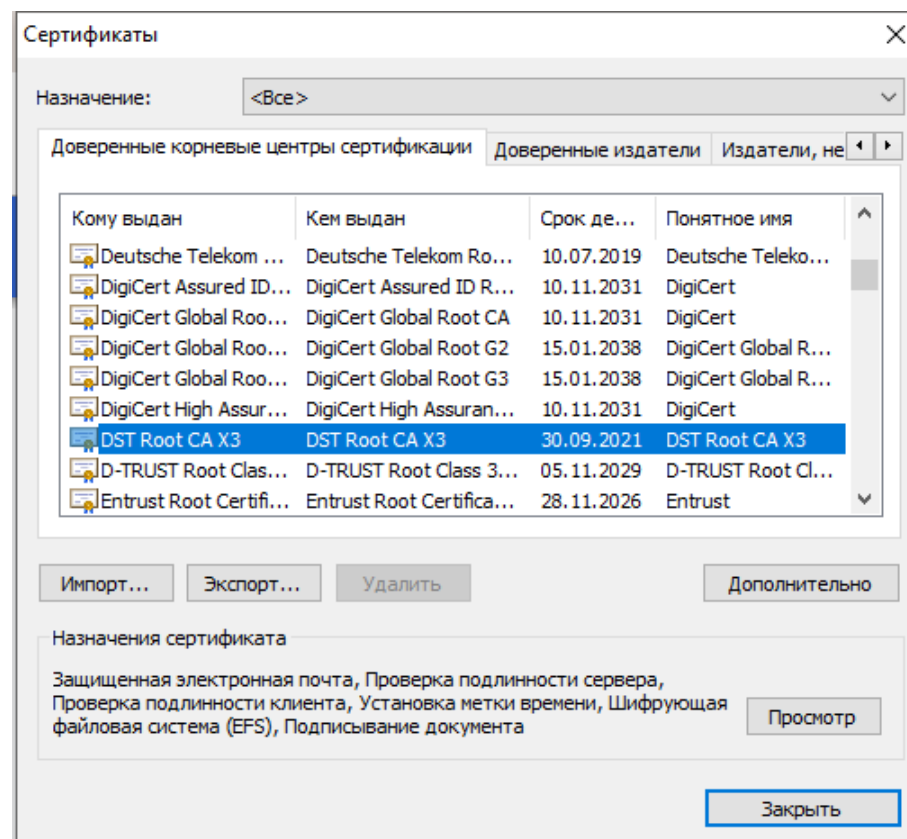 Сертификаты
Назначение: <Все>
Доверенные корневые центры сертификации Доверенные издатели Издатели, не
Кому выдан Кем выдан Срок де... Понятное имя
Deutsche Telekom ... Deutsche Telekom Ro... 10.07.2019 Deutsche Teleko...
DigiCert Assured ID... DigiCert Assured ID R... 10.11.2031 DigiCert
DigiCert Global Roo... DigiCert Global Root CA 10.11.2031 DigiCert
DigiCert Global Roo... DigiCert Global Root G2 15.01.2038 DigiCert Global R...
DigiCert Global Roo... DigiCert Global Root G3 15.01.2038 DigiCert Global R...
DigiCert High Assur... DigiCert High Assuran... 10.11.2031 DigiCert
DST Root CA X3 DST Root CA X3 30.09.2021 DST Root CA X3
D-TRUST Root Clas... D-TRUST Root Class 3... 05.11.2029 D-TRUST Root Cl...
Entrust Root Certifi... Entrust Root Certifica... 28.11.2026 Entrust
Импорт... Экспорт... Удалить Дополнительно
Назначения сертификата
Защищенная электронная почта, Проверка подлинности сервера,
Проверка подлинности клиента, Установка метки времени, Шифрующая
файловая система (EFS), Подписывание документа
Просмотр
Закрыть